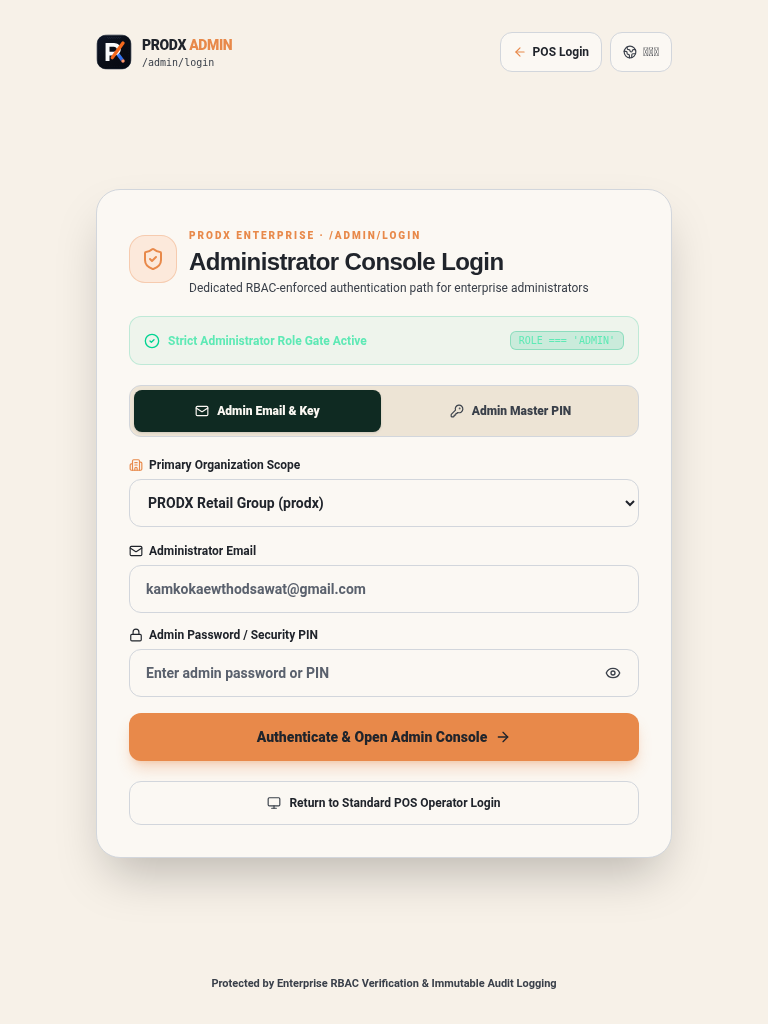 PRODX ADMIN
/admin/login
POS Login
PRODX ENTERPRISE · /ADMIN/LOGIN
Administrator Console Login
Dedicated RBAC-enforced authentication path for enterprise administrators
Strict Administrator Role Gate Active
ROLE === 'ADMIN'
Admin Email & Key
Admin Master PIN
Primary Organization Scope
PRODX Retail Group (prodx)
Administrator Email
kamkokaewthodsawat@gmail.com
Admin Password / Security PIN
Enter admin password or PIN
Authenticate & Open Admin Console
Return to Standard POS Operator Login
Protected by Enterprise RBAC Verification & Immutable Audit Logging